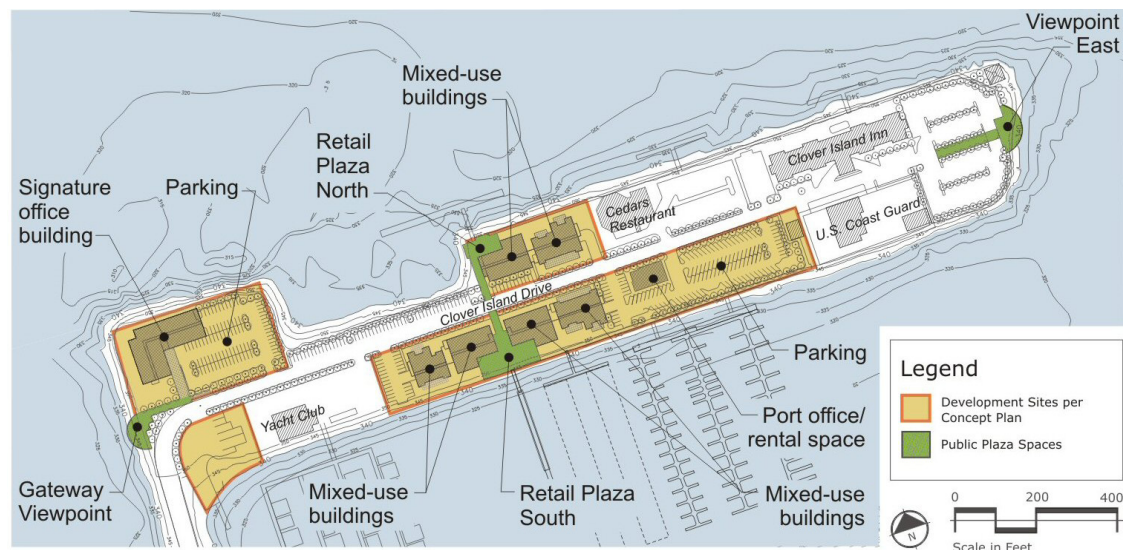 Viewpoint
East
Mixed-use
buildings
Retail
Plaza
North
Signature
office
building
Parking
Clover Island Inn
Cedars
Restaurant
U.S. Coast Guard
Clover Island Drive
Yacht Club
Parking
Port office/
rental space
Gateway
Viewpoint
Mixed-use
buildings
Retail Plaza
South
Mixed-use
buildings
Legend
Development Sites per
Concept Plan
Public Plaza Spaces
N
0 200 400
Scale in Feet